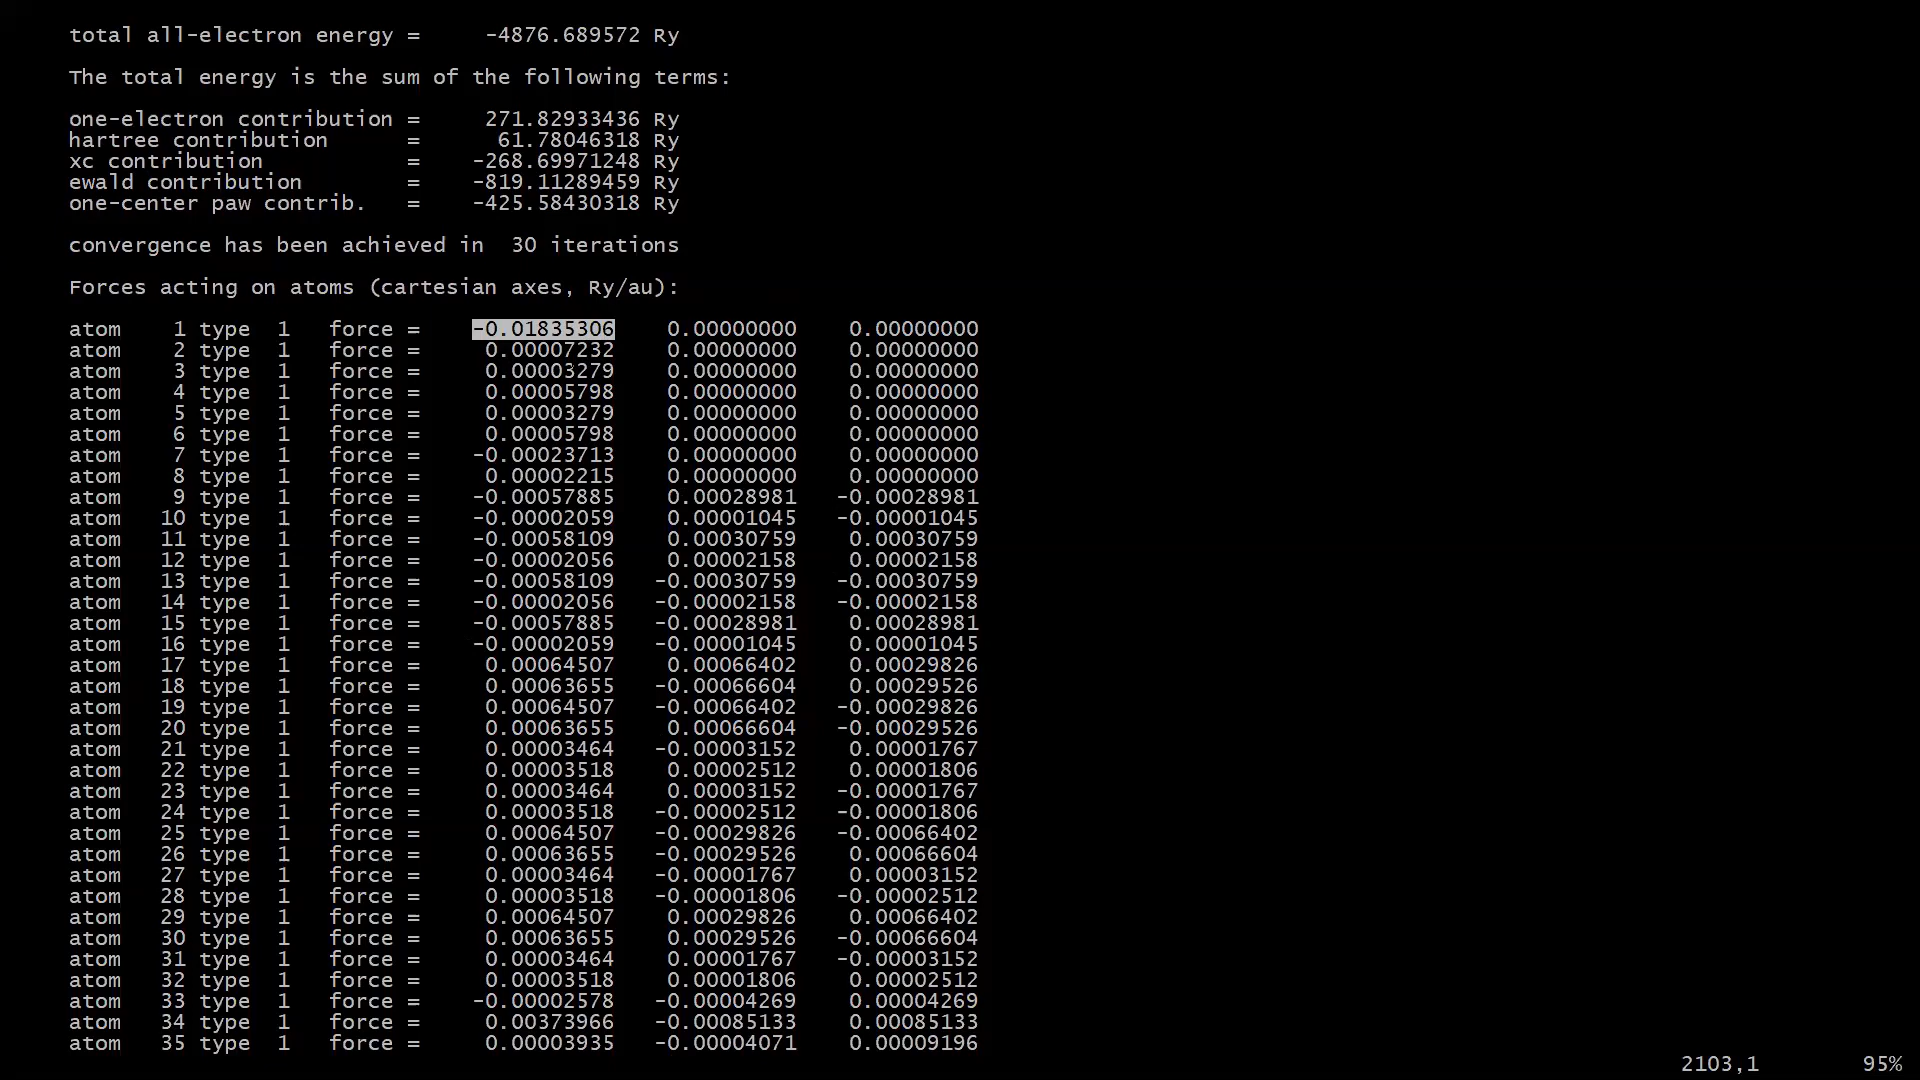 total all-electron energy =     -4876.689572 Ry
The total energy is the sum of the following terms:
one-electron contribution =     271.82933436 Ry
hartree contribution      =      61.78046318 Ry
xc contribution           =    -268.69971248 Ry
ewald contribution        =    -819.11289459 Ry
one-center paw contrib.   =    -425.58430318 Ry
convergence has been achieved in  30 iterations
Forces acting on atoms (cartesian axes, Ry/au):
atom    1 type  1   force =    -0.01835306    0.00000000    0.00000000
atom    2 type  1   force =     0.00007232    0.00000000    0.00000000
atom    3 type  1   force =     0.00003279    0.00000000    0.00000000
atom    4 type  1   force =     0.00005798    0.00000000    0.00000000
atom    5 type  1   force =     0.00003279    0.00000000    0.00000000
atom    6 type  1   force =     0.00005798    0.00000000    0.00000000
atom    7 type  1   force =    -0.00023713    0.00000000    0.00000000
atom    8 type  1   force =     0.00002215    0.00000000    0.00000000
atom    9 type  1   force =    -0.00057885    0.00028981   -0.00028981
atom   10 type  1   force =    -0.00002059    0.00001045   -0.00001045
atom   11 type  1   force =    -0.00058109    0.00030759    0.00030759
atom   12 type  1   force =    -0.00002056    0.00002158    0.00002158
atom   13 type  1   force =    -0.00058109   -0.00030759   -0.00030759
atom   14 type  1   force =    -0.00002056   -0.00002158   -0.00002158
atom   15 type  1   force =    -0.00057885   -0.00028981    0.00028981
atom   16 type  1   force =    -0.00002059   -0.00001045    0.00001045
atom   17 type  1   force =     0.00064507    0.00066402    0.00029826
atom   18 type  1   force =     0.00063655   -0.00066604    0.00029526
atom   19 type  1   force =     0.00064507   -0.00066402   -0.00029826
atom   20 type  1   force =     0.00063655    0.00066604   -0.00029526
atom   21 type  1   force =     0.00003464   -0.00003152    0.00001767
atom   22 type  1   force =     0.00003518    0.00002512    0.00001806
atom   23 type  1   force =     0.00003464    0.00003152   -0.00001767
atom   24 type  1   force =     0.00003518   -0.00002512   -0.00001806
atom   25 type  1   force =     0.00064507   -0.00029826   -0.00066402
atom   26 type  1   force =     0.00063655   -0.00029526    0.00066604
atom   27 type  1   force =     0.00003464   -0.00001767    0.00003152
atom   28 type  1   force =     0.00003518   -0.00001806   -0.00002512
atom   29 type  1   force =     0.00064507    0.00029826    0.00066402
atom   30 type  1   force =     0.00063655    0.00029526   -0.00066604
atom   31 type  1   force =     0.00003464    0.00001767   -0.00003152
atom   32 type  1   force =     0.00003518    0.00001806    0.00002512
atom   33 type  1   force =    -0.00002578   -0.00004269    0.00004269
atom   34 type  1   force =     0.00373966   -0.00085133    0.00085133
atom   35 type  1   force =     0.00003935   -0.00004071    0.00009196
2103,1        95%